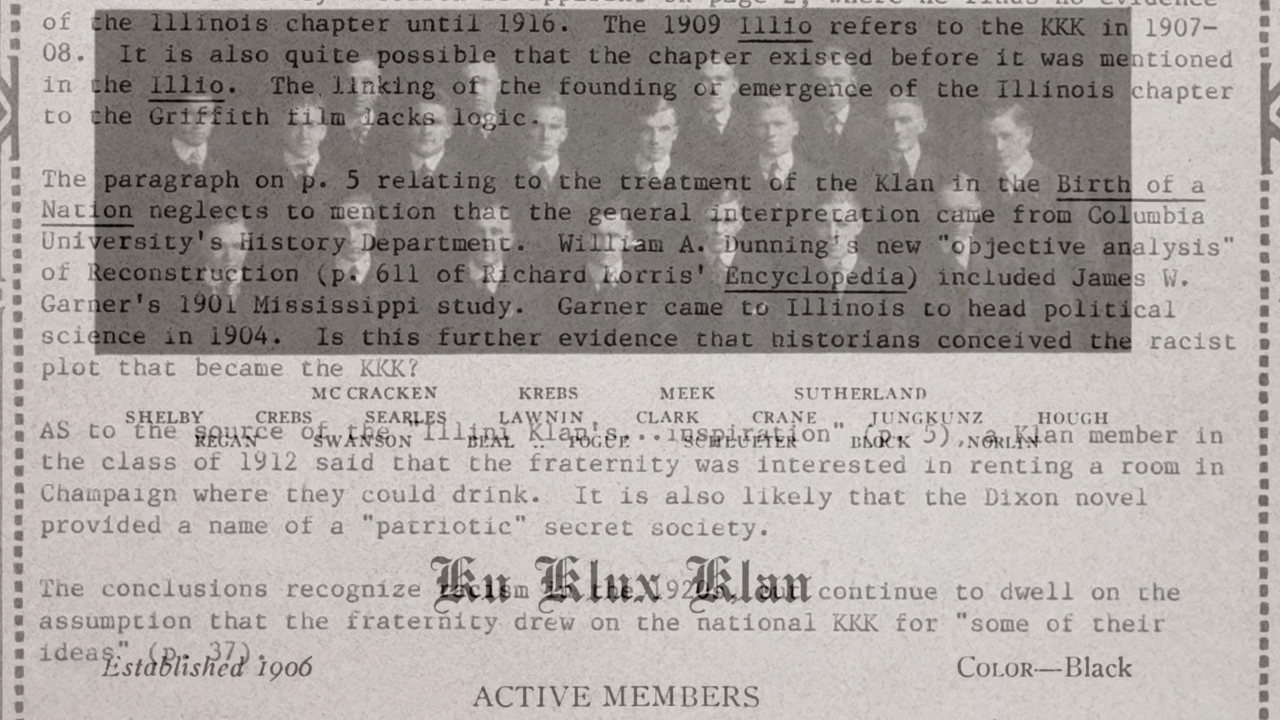 of the Illinois chapter until 1916. The 1909 Illio refers to the KKK in 1907-
08. It is also quite possible that the chapter existed before it was mentioned
in the Illio. The linking of the founding or emergence of the Illinois chapter
to the Griffith film lacks logic.
The paragraph on p. 5 relating to the treatment of the Klan in the Birth of a
Nation neglects to mention that the general interpretation came from Columbia
University's History Department. William A. Dunning's new "objective analysis"
of Reconstruction (p. 611 of Richard Morris' Encyclopedia) included James W.
Garner's 1901 Mississippi study. Garner came to Illinois to head political
science in 1904. Is this further evidence that historians conceived the racist
plot that became the KKK?
MC CRACKEN KREBS MEEK SUTHERLAND
SHELBY CREBS SEARLES LAWNIN CLARK CRANE JUNGKUNZ HOUGH
REGAN SWANSON BEAL POGUE SCHLUETER BLOCK NORLIN
AS to the source of the "Illini Klan's...inspiration" (p. 5), a Klan member in
the class of 1912 said that the fraternity was interested in renting a room in
Champaign where they could drink. It is also likely that the Dixon novel
provided a name of a "patriotic" secret society.
Ku Klux Klan
The conclusions recognize racism in the 1920s, but continue to dwell on the
assumption that the fraternity drew on the national KKK for "some of their
ideas" (p. 37).
Established 1906 COLOR—Black
ACTIVE MEMBERS